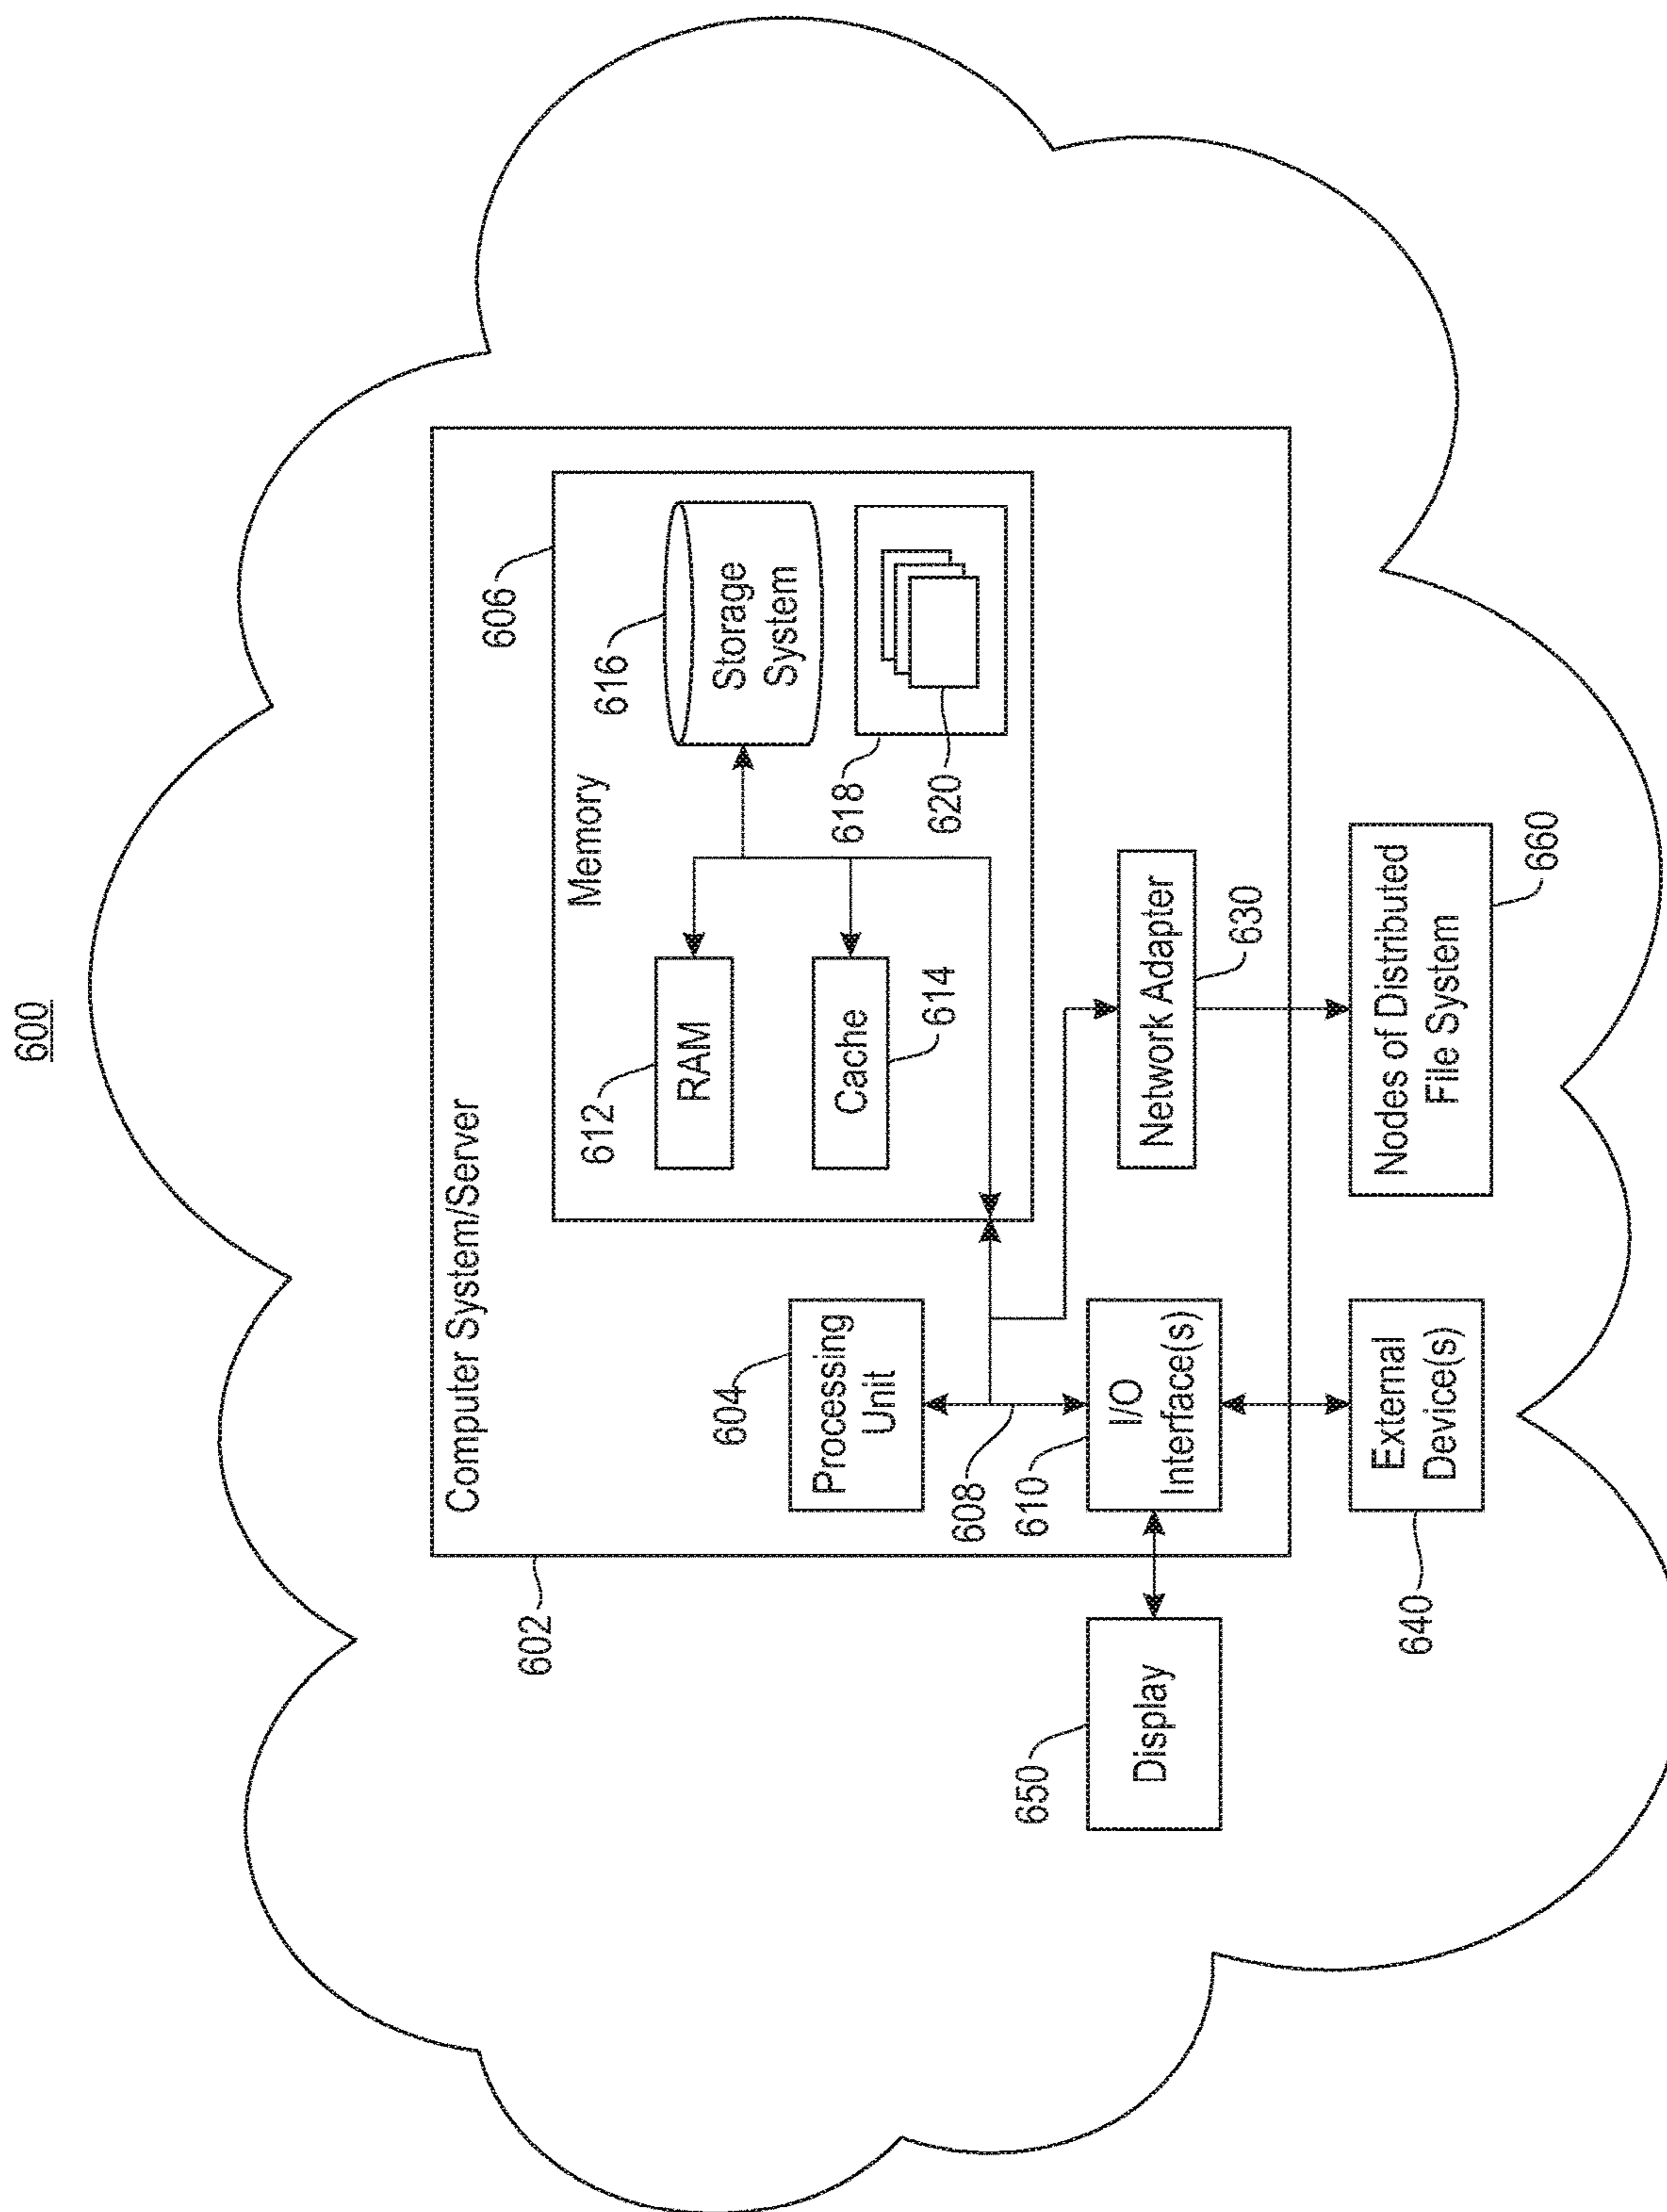 600
Computer System/Server
602
606
Memory
612
RAM
616
Storage
System
604
Processing
Unit
614
Cache
618
620
608
610
I/O
Interface(s)
Network Adapter
630
650
Display
640
External
Device(s)
Nodes of Distributed
File System
660